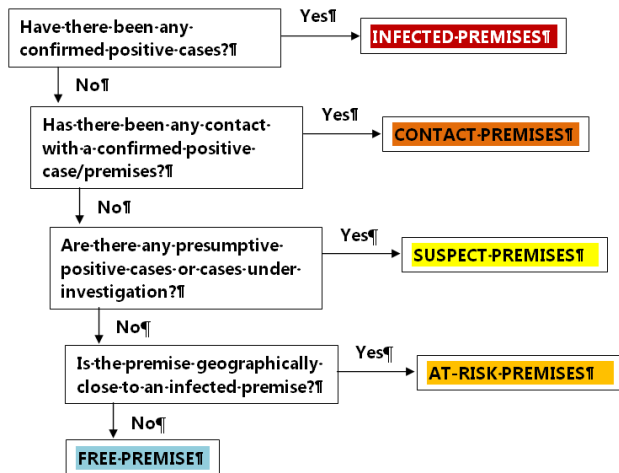 Have·there·been·any·
confirmed·positive·cases?¶
Yes¶
INFECTED·PREMISES¶
No¶
Has·there·been·any·contact·
with·a·confirmed·positive·
case/premises?¶
Yes¶
CONTACT·PREMISES¶
No¶
Are·there·any·presumptive·
positive·cases·or·cases·under·
investigation?¶
Yes¶
SUSPECT·PREMISES¶
No¶
Is·the·premise·geographically·
close·to·an·infected·premise?¶
Yes¶
AT-RISK·PREMISES¶
No¶
FREE·PREMISE¶